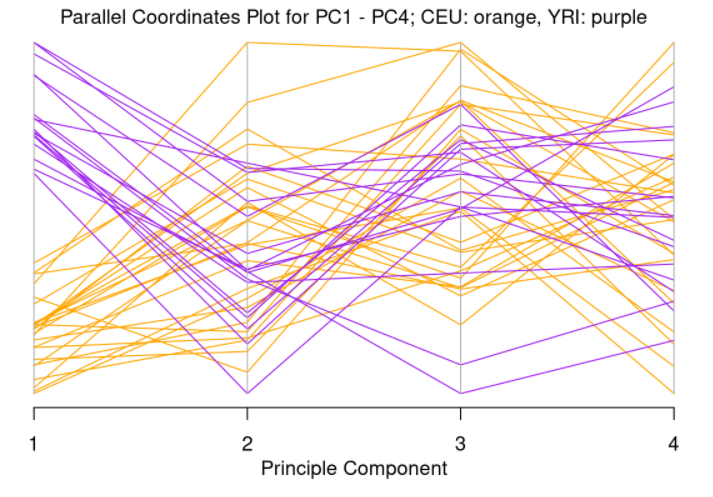 Parallel Coordinates Plot for PC1 - PC4; CEU: orange, YRI: purple
1 2 3 4
Principle Component